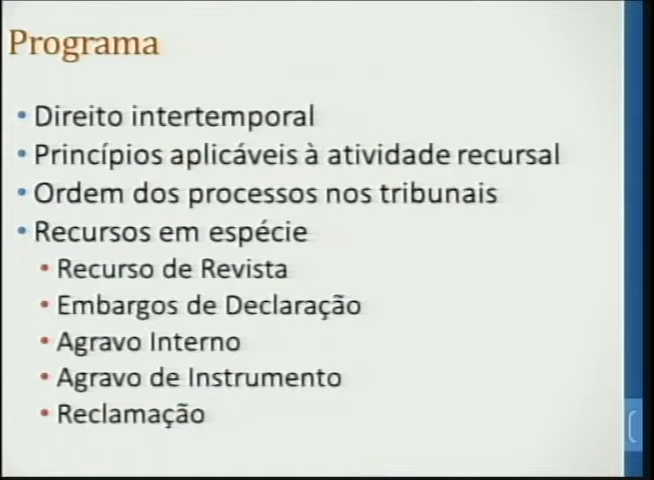 Programa
• Direito intertemporal
• Princípios aplicáveis à atividade recursal
• Ordem dos processos nos tribunais
• Recursos em espécie
• Recurso de Revista
• Embargos de Declaração
• Agravo Interno
• Agravo de Instrumento
• Reclamação